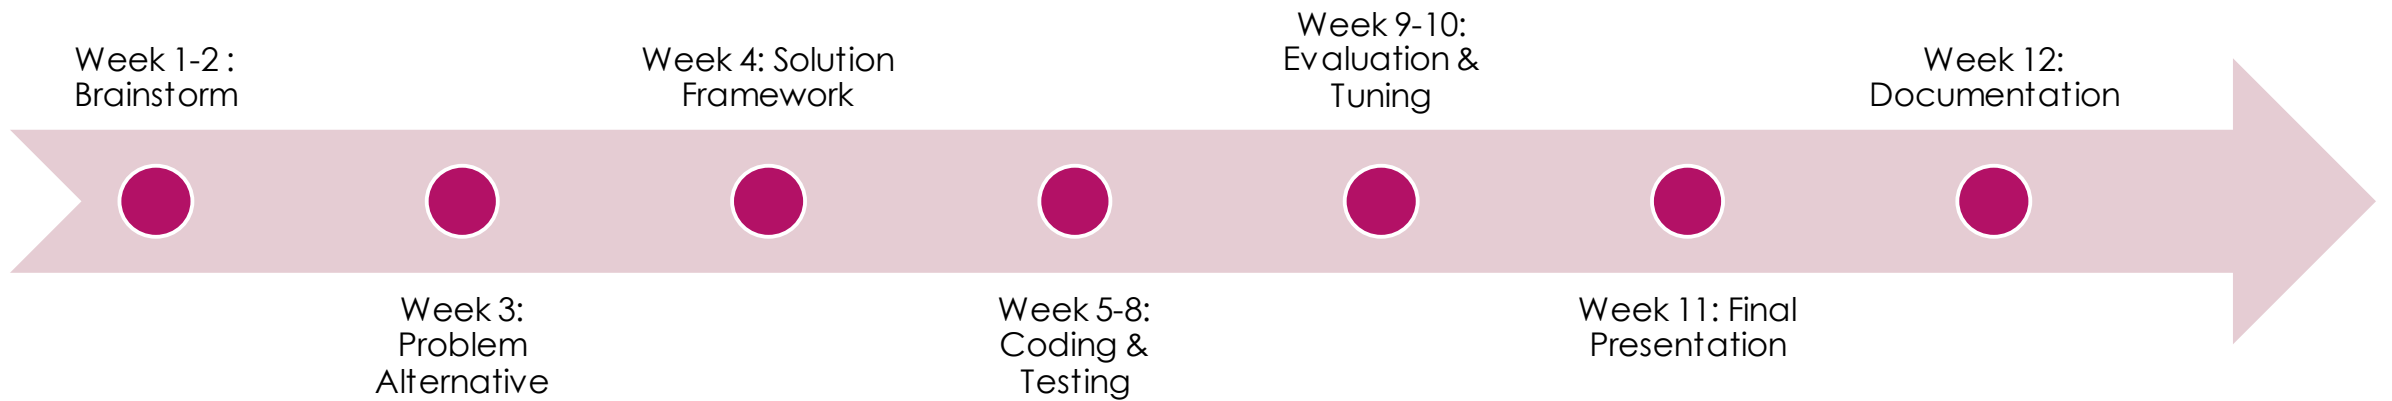 Week 1-2 :
Brainstorm
Week 3:
Problem
Alternative
Week 4: Solution
Framework
Week 5-8:
Coding &
Testing
Week 9-10:
Evaluation &
Tuning
Week 11: Final
Presentation
Week 12:
Documentation